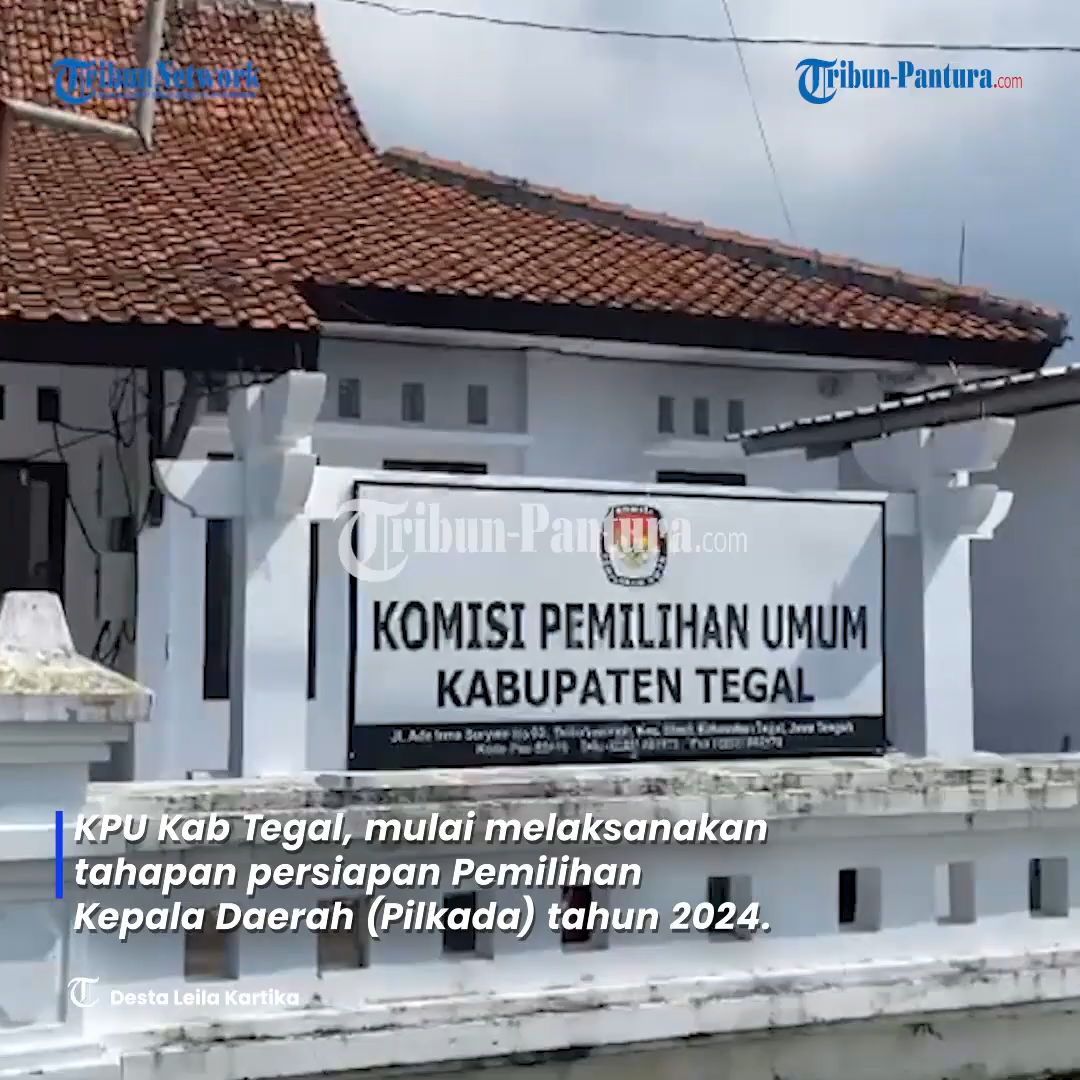 Tribun Network
Tribun-Pantura.com
Tribun-Pantura.com
KOMISI PEMILIHAN UMUM
KABUPATEN TEGAL
KPU Kab Tegal, mulai melaksanakan
tahapan persiapan Pemilihan
Kepala Daerah (Pilkada) tahun 2024.
Desta Leila Kartika